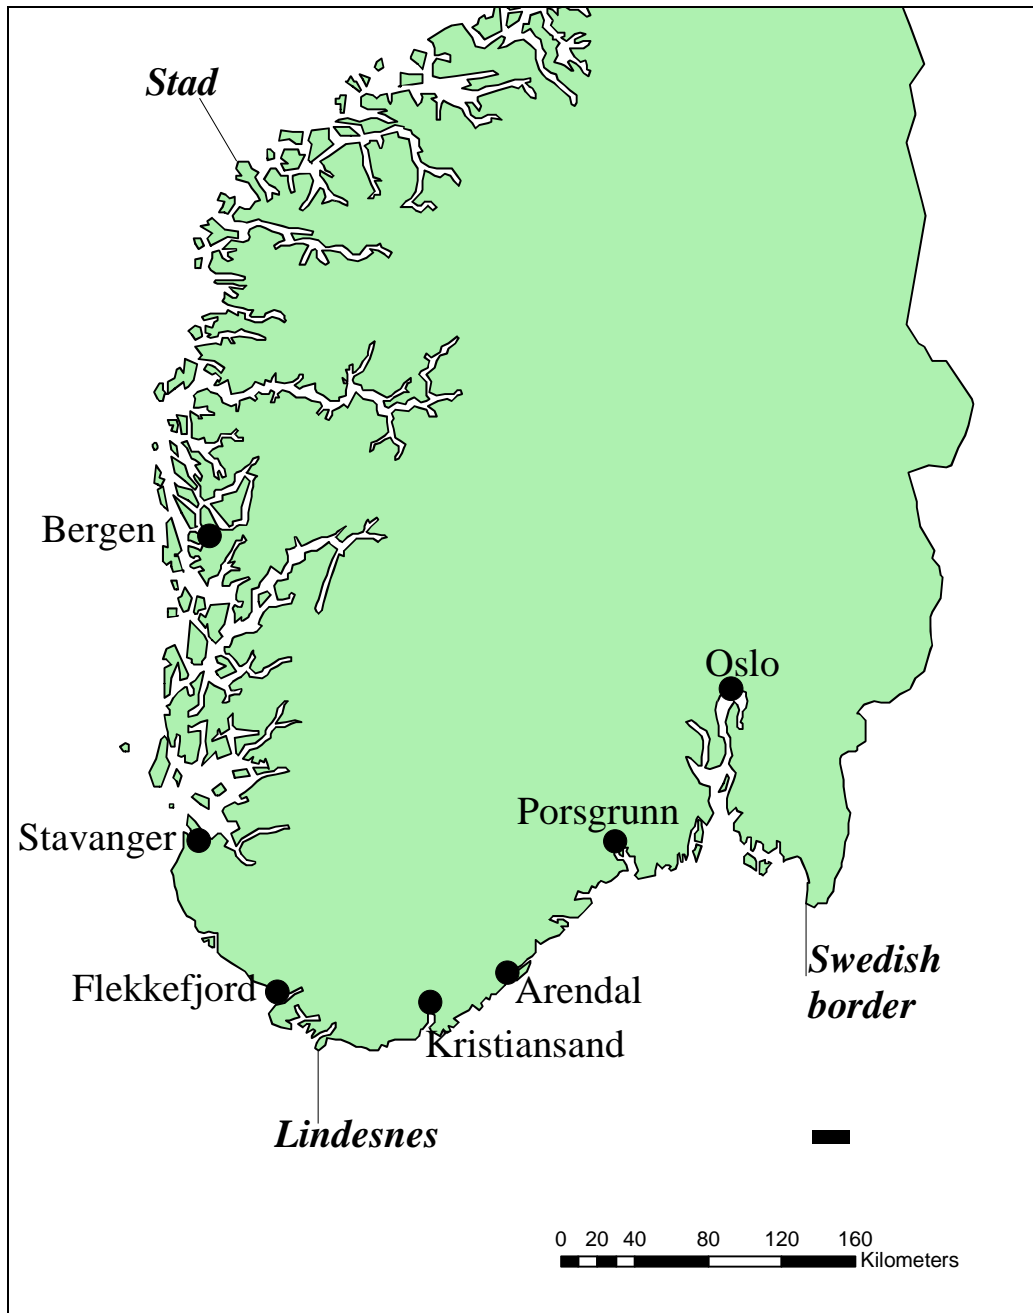 Stad
Bergen
Oslo
Porsgrunn
Stavanger
Swedish
border
Flekkefjord
Arendal
Kristiansand
Lindesnes
0 20 40 80 120 160
Kilometers